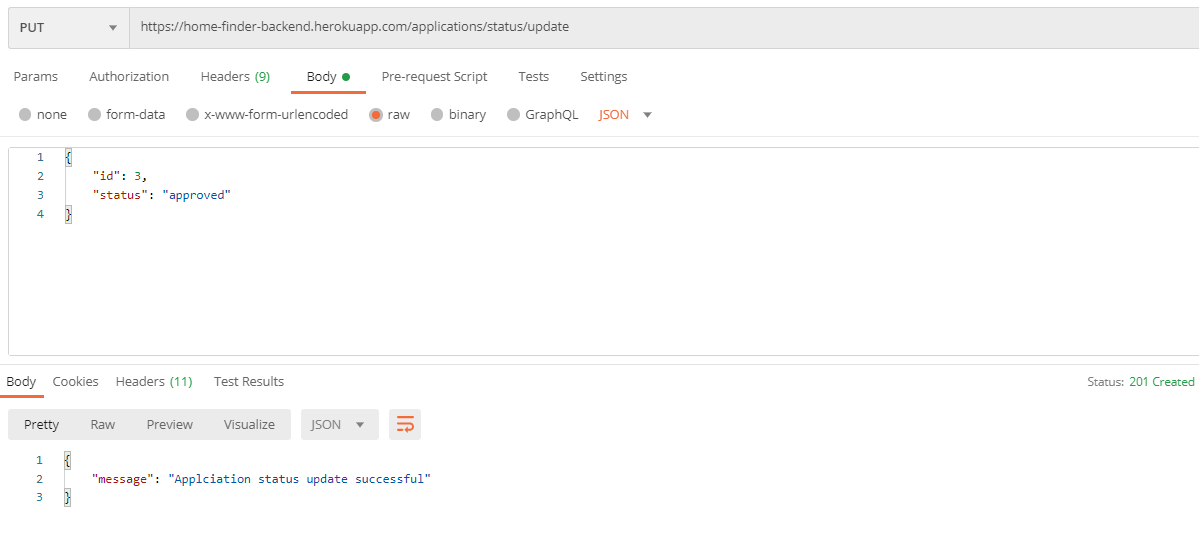 PUT https://home-finder-backend.herokuapp.com/applications/status/update
Params Authorization Headers (9) Body Pre-request Script Tests Settings
none form-data x-www-form-urlencoded raw binary GraphQL JSON
1 {
2 "id": 3,
3 "status": "approved"
4 }
Body Cookies Headers (11) Test Results Status: 201 Created
Pretty Raw Preview Visualize JSON
1 {
2 "message": "Applciation status update successful"
3 }